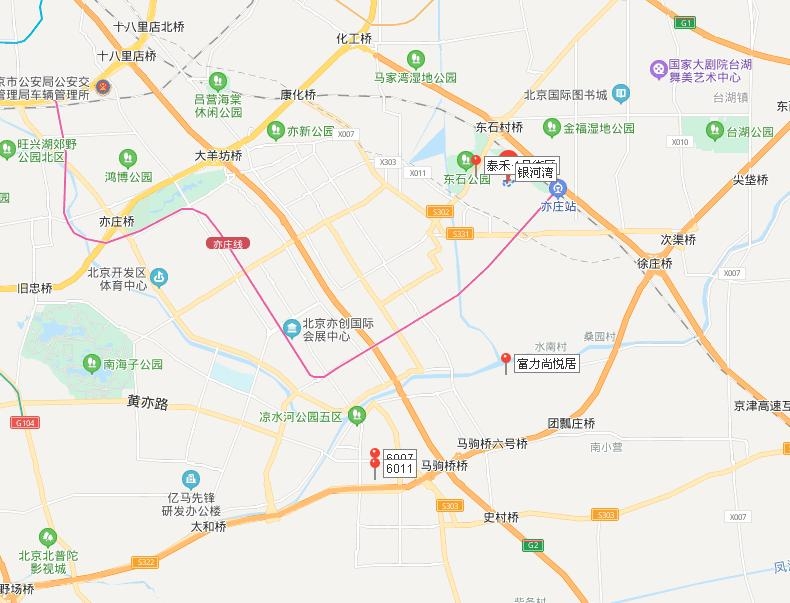 G1
十八里店北桥
化工桥
十八里店桥
国家大剧院台湖
舞美艺术中心
马家湾湿地公园
京市公安局公安交
管理局车辆管理所
康化桥
北京国际图书城
台湖镇
吕营海棠
休闲公园
亦新公园
X007
东石村桥
金福湿地公园
台湖公园
X010
旺兴湖郊野
公园北区
大羊坊桥
X303
X011
泰禾
银河湾
东石公园
鸿博公园
尖垡桥
亦庄站
亦庄桥
S302
S331
次渠桥
亦庄线
徐庄桥
北京开发区
体育中心
X007
旧忠桥
北京亦创国际
会展中心
桑园村
水南村
富力尚悦居
南海子公园
黄亦路
京津高速互
G104
凉水河公园五区
团瓢庄桥
马驹桥六号桥
南小营
6007
6011
马驹桥桥
亿马先锋
研发办公楼
S303
S303
X007
史村桥
太和桥
G2
北京北普陀
影视城
S322
野场桥